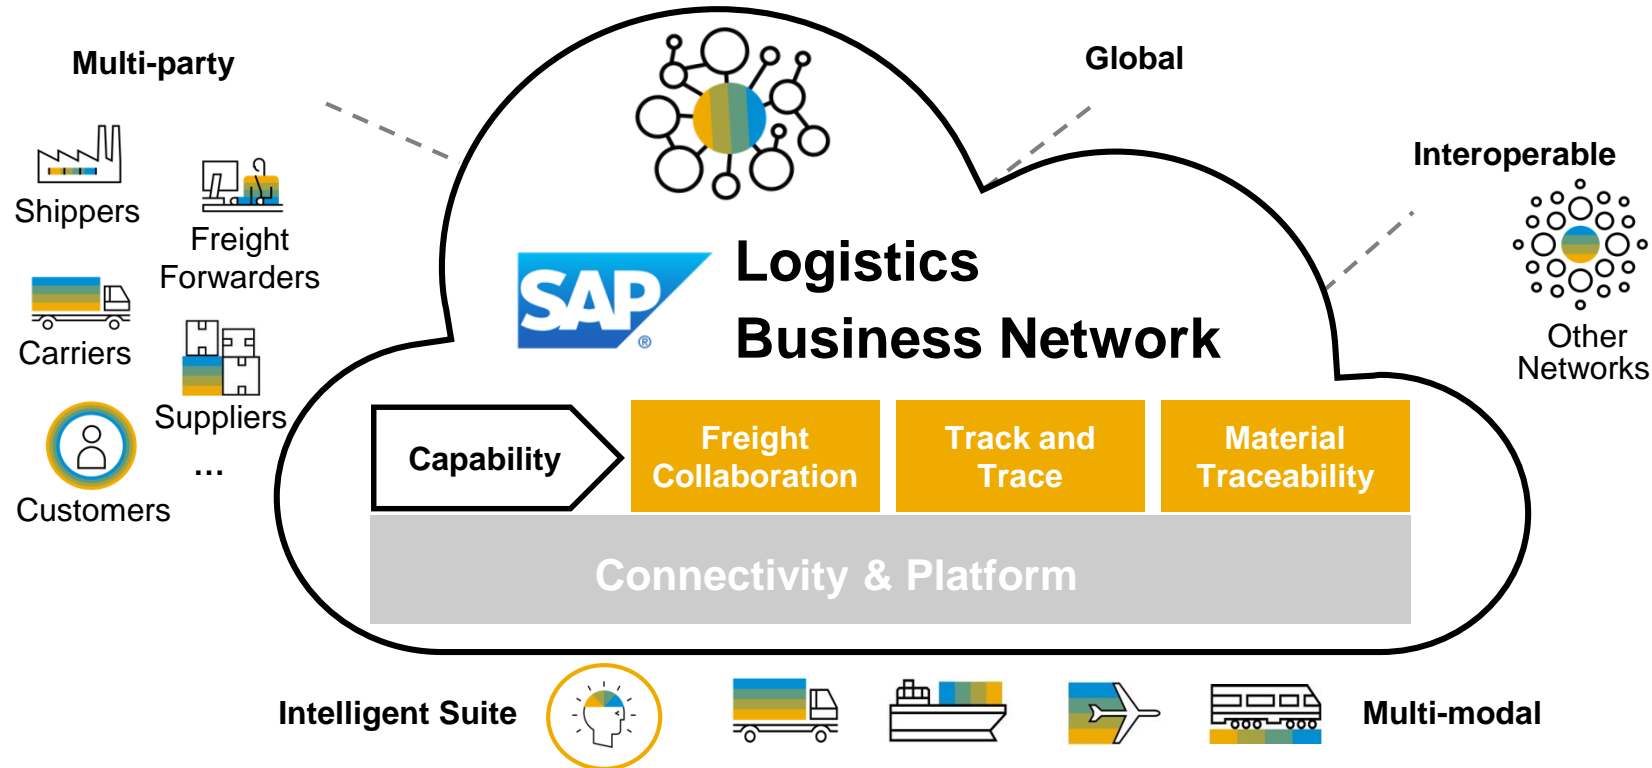 Multi-party
Global
Interoperable
Shippers
Freight
Forwarders
Carriers
Suppliers
...
Customers
SAP
®
Logistics
Business Network
Other
Networks
Capability
Freight
Collaboration
Track and
Trace
Material
Traceability
Connectivity & Platform
Intelligent Suite
Multi-modal